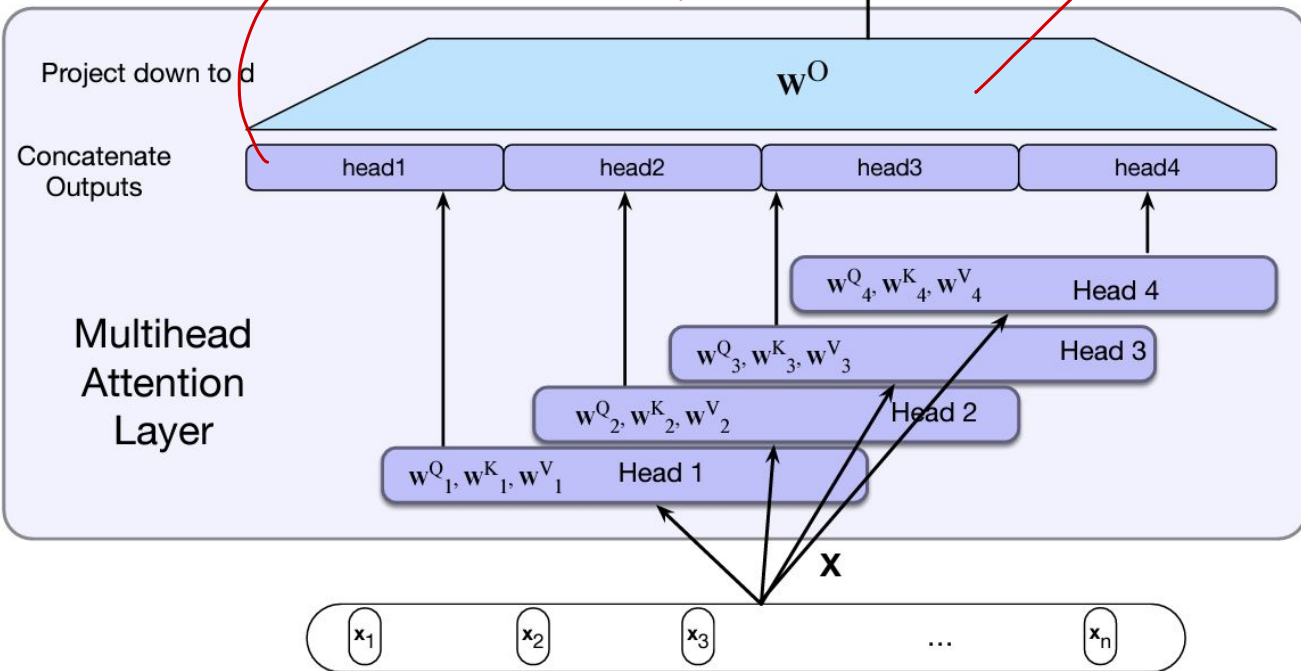 Project down to d
W^O
Concatenate
Outputs
head1 head2 head3 head4
W^Q_4, W^K_4, W^V_4 Head 4
Multihead
Attention
Layer
W^Q_3, W^K_3, W^V_3 Head 3
W^Q_2, W^K_2, W^V_2 Head 2
W^Q_1, W^K_1, W^V_1 Head 1
X
x_1 x_2 x_3 ... x_n